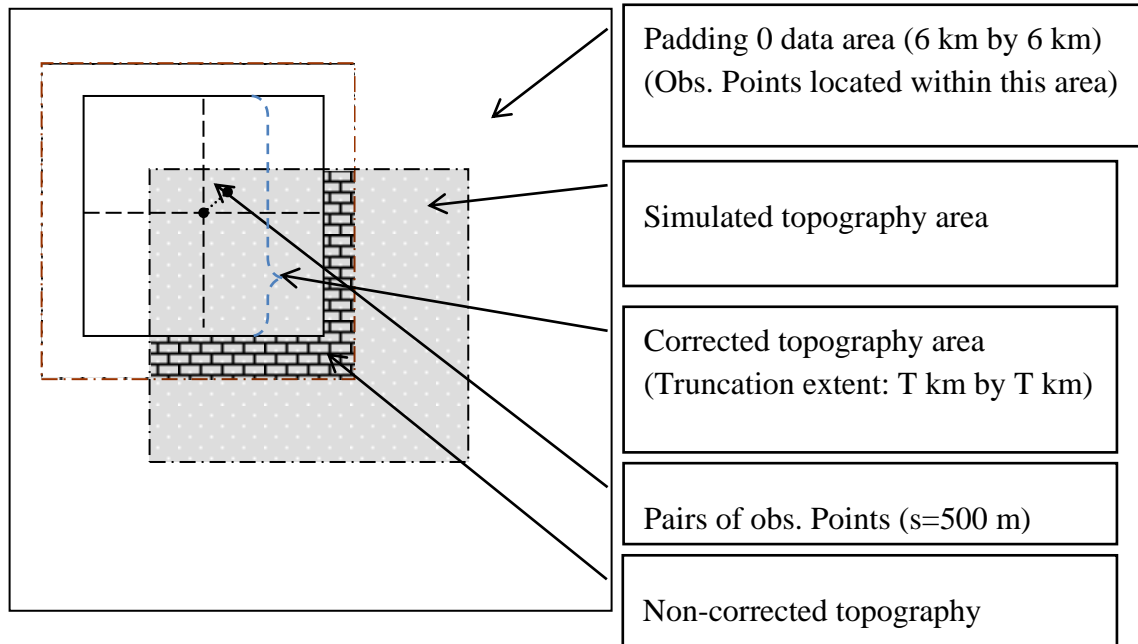 Padding 0 data area (6 km by 6 km)
(Obs. Points located within this area)
Simulated topography area
Corrected topography area
(Truncation extent: T km by T km)
Pairs of obs. Points (s=500 m)
Non-corrected topography